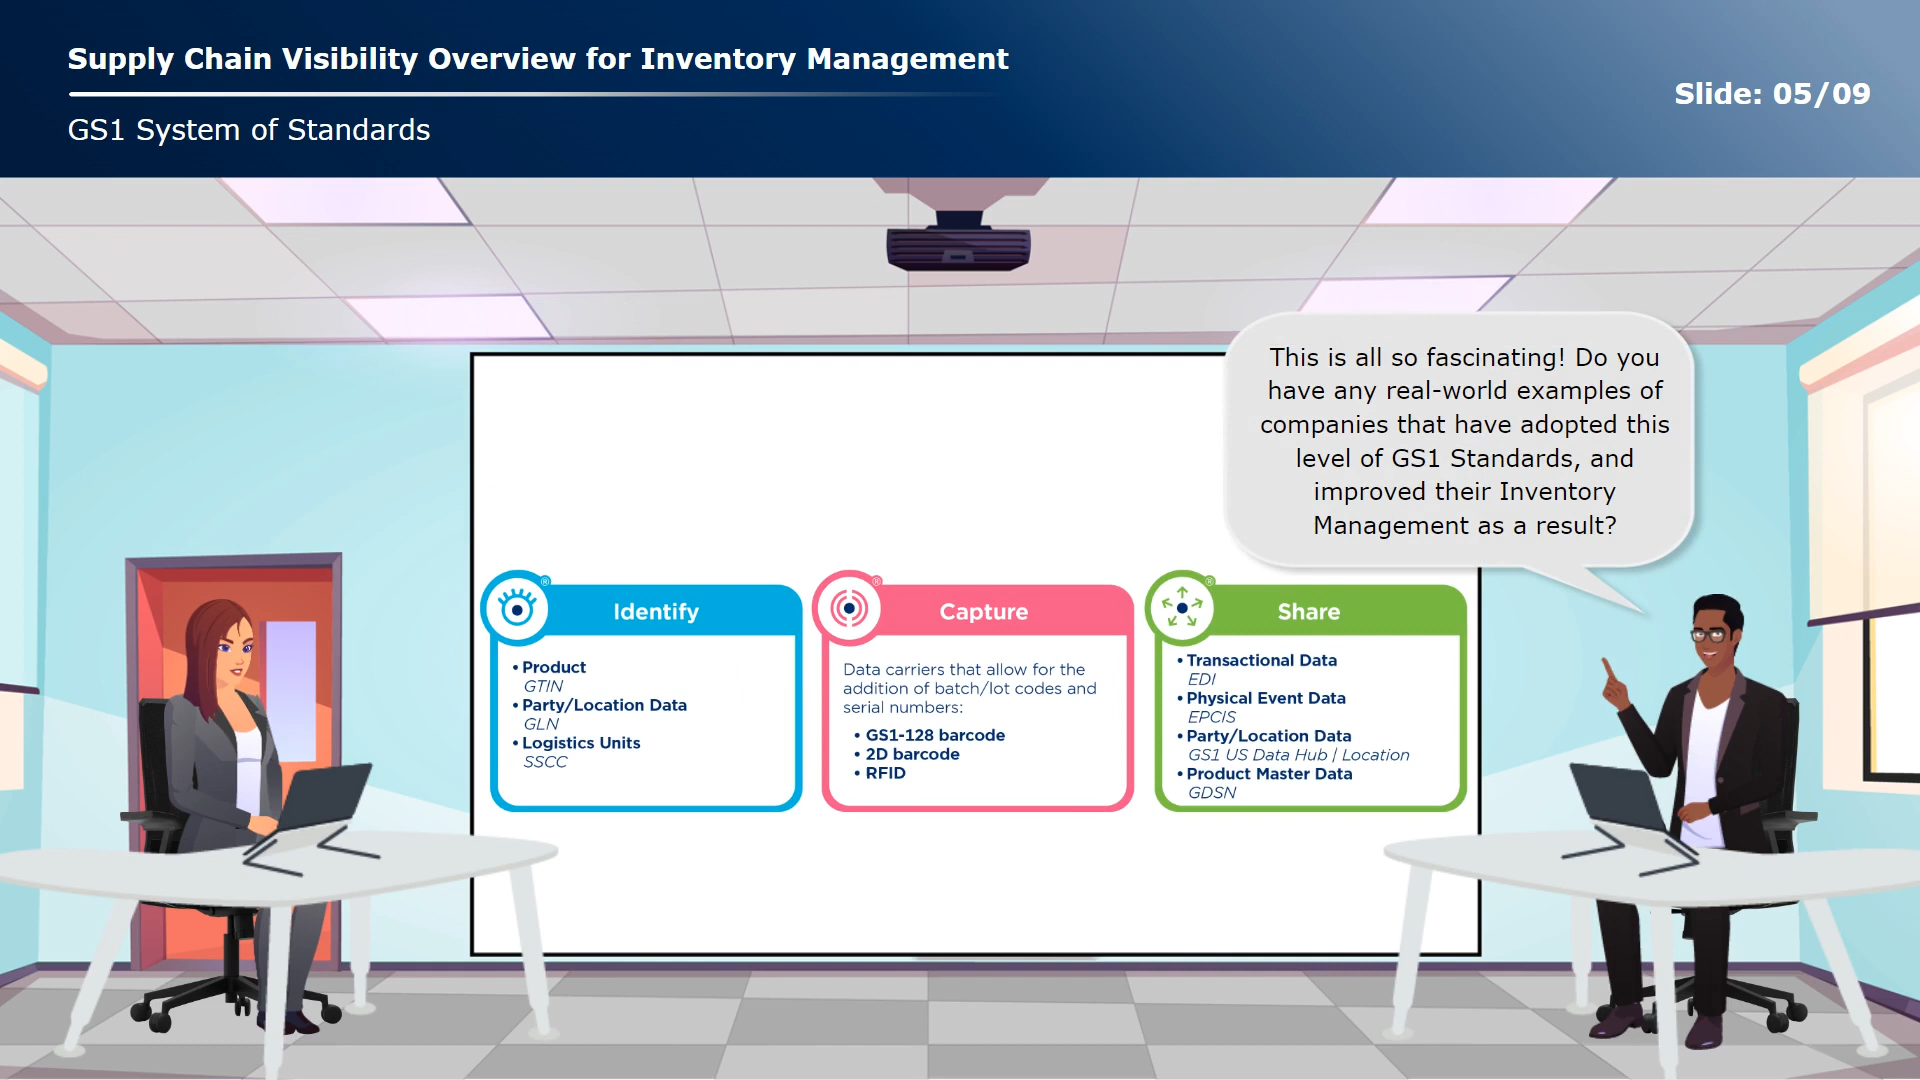 Supply Chain Visibility Overview for Inventory Management
GS1 System of Standards
Slide: 05/09
This is all so fascinating! Do you
have any real-world examples of
companies that have adopted this
level of GS1 Standards, and
improved their Inventory
Management as a result?
®
Identify
• Product
GTIN
• Party/Location Data
GLN
• Logistics Units
SSCC
®
Capture
Data carriers that allow for the
addition of batch/lot codes and
serial numbers:
• GS1-128 barcode
• 2D barcode
• RFID
®
Share
• Transactional Data
EDI
• Physical Event Data
EPCIS
• Party/Location Data
GS1 US Data Hub | Location
• Product Master Data
GDSN